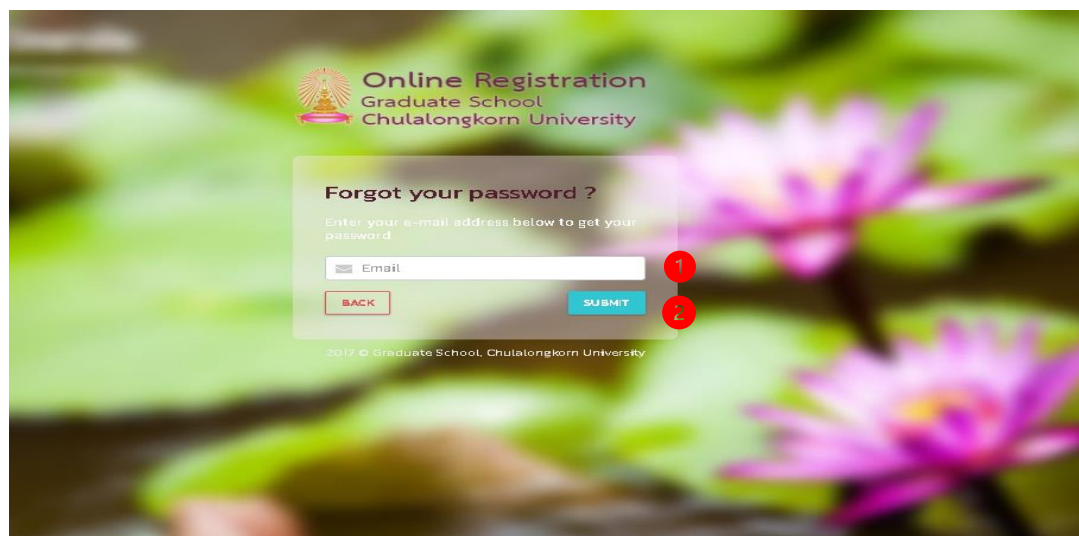 Online Registration
Graduate School
Chulalongkorn University
Forgot your password ?
Enter your e-mail address below to get your
password
Email
1
BACK
SUBMIT
2
2017 © Graduate School, Chulalongkorn University